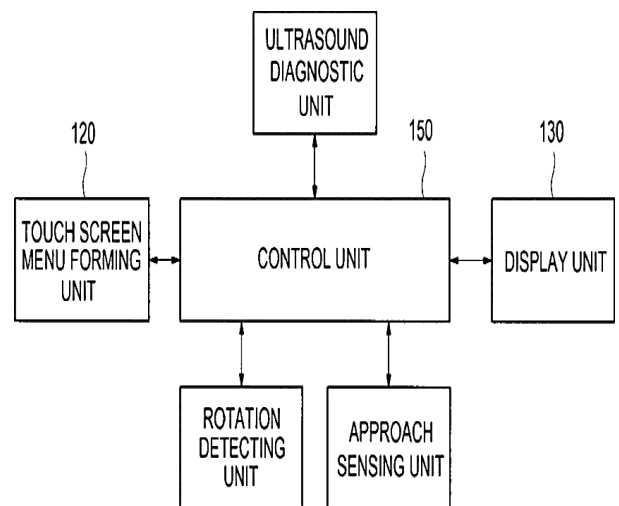 ULTRASOUND
DIAGNOSTIC
UNIT
120
150
130
TOUCH SCREEN
MENU FORMING
UNIT
CONTROL UNIT
DISPLAY UNIT
ROTATION
DETECTING
UNIT
APPROACH
SENSING UNIT